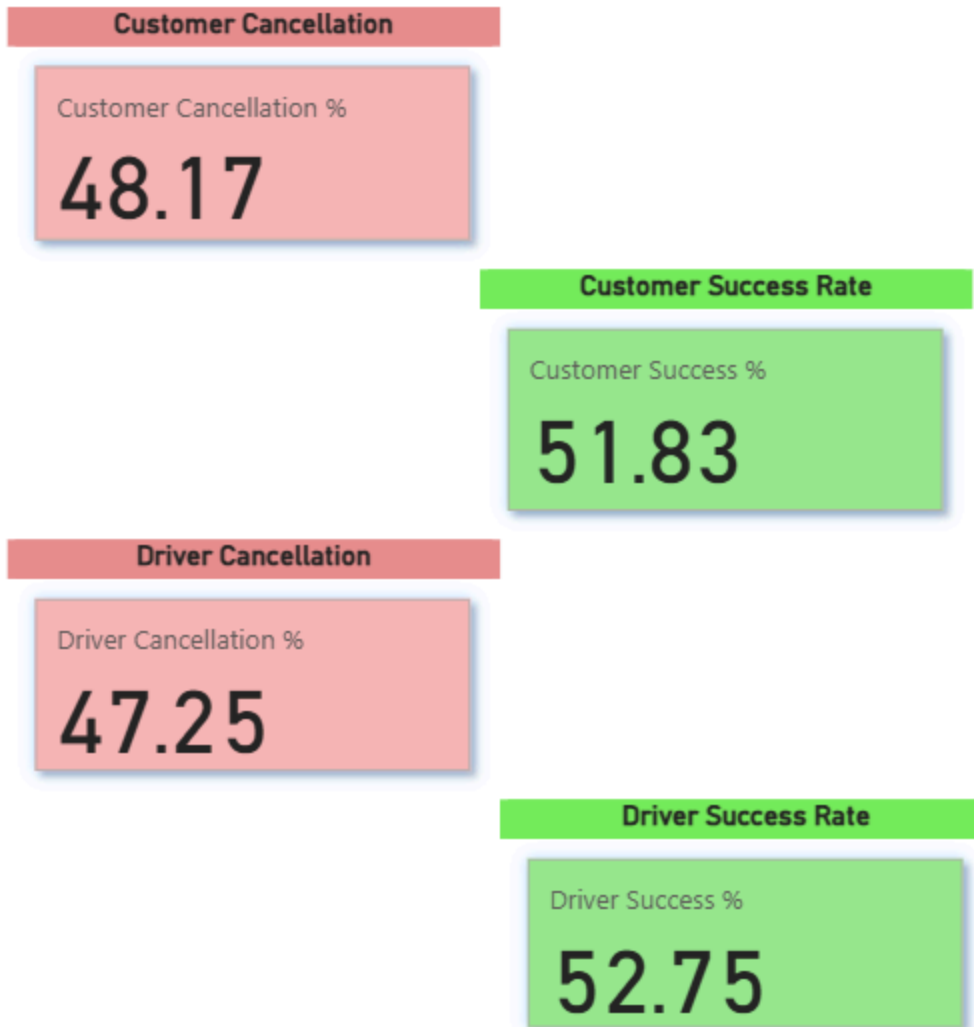 Customer Cancellation
Customer Cancellation %
48.17
Customer Success Rate
Customer Success %
51.83
Driver Cancellation
Driver Cancellation %
47.25
Driver Success Rate
Driver Success %
52.75